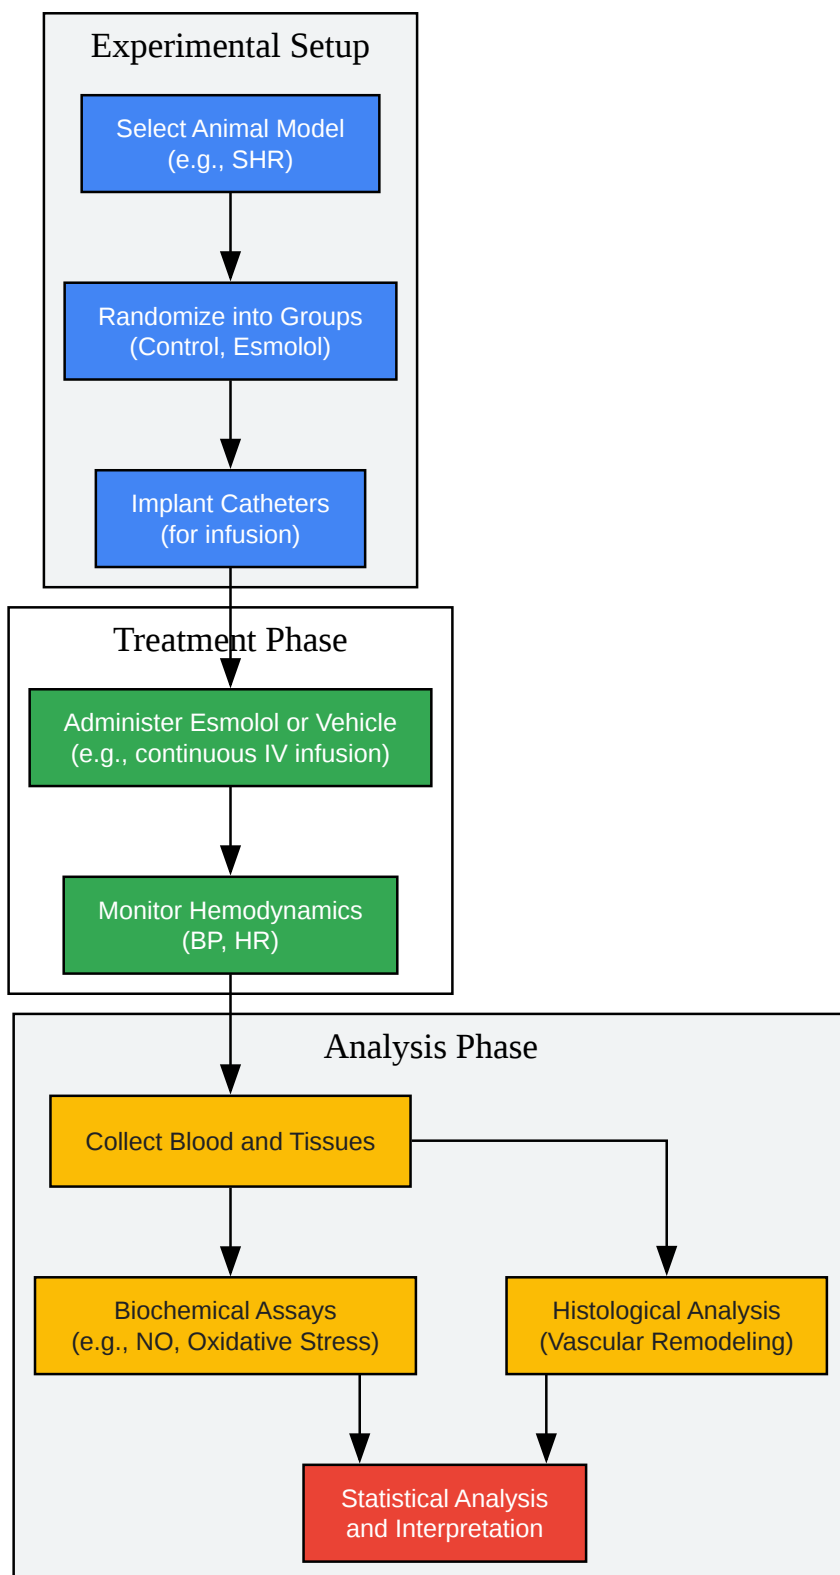 Experimental Setup
Select Animal Model
(e.g., SHR)
Randomize into Groups
(Control, Esmolol)
Implant Catheters
(for infusion)
Treatment Phase
Administer Esmolol or Vehicle
(e.g., continuous IV infusion)
Monitor Hemodynamics
(BP, HR)
Analysis Phase
Collect Blood and Tissues
Biochemical Assays
(e.g., NO, Oxidative Stress)
Histological Analysis
(Vascular Remodeling)
Statistical Analysis
and Interpretation